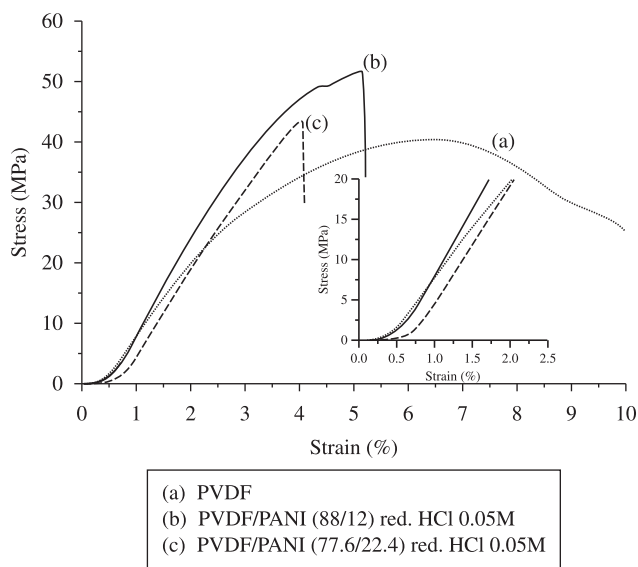 60
50
40
30
20
10
0
Stress (MPa)
(b)
(c)
(a)
20
15
10
5
0
Stress (MPa)
0.0 0.5 1.0 1.5 2.0 2.5
Strain (%)
0 1 2 3 4 5 6 7 8 9 10
Strain (%)
(a) PVDF
(b) PVDF/PANI (88/12) red. HCl 0.05M
(c) PVDF/PANI (77.6/22.4) red. HCl 0.05M